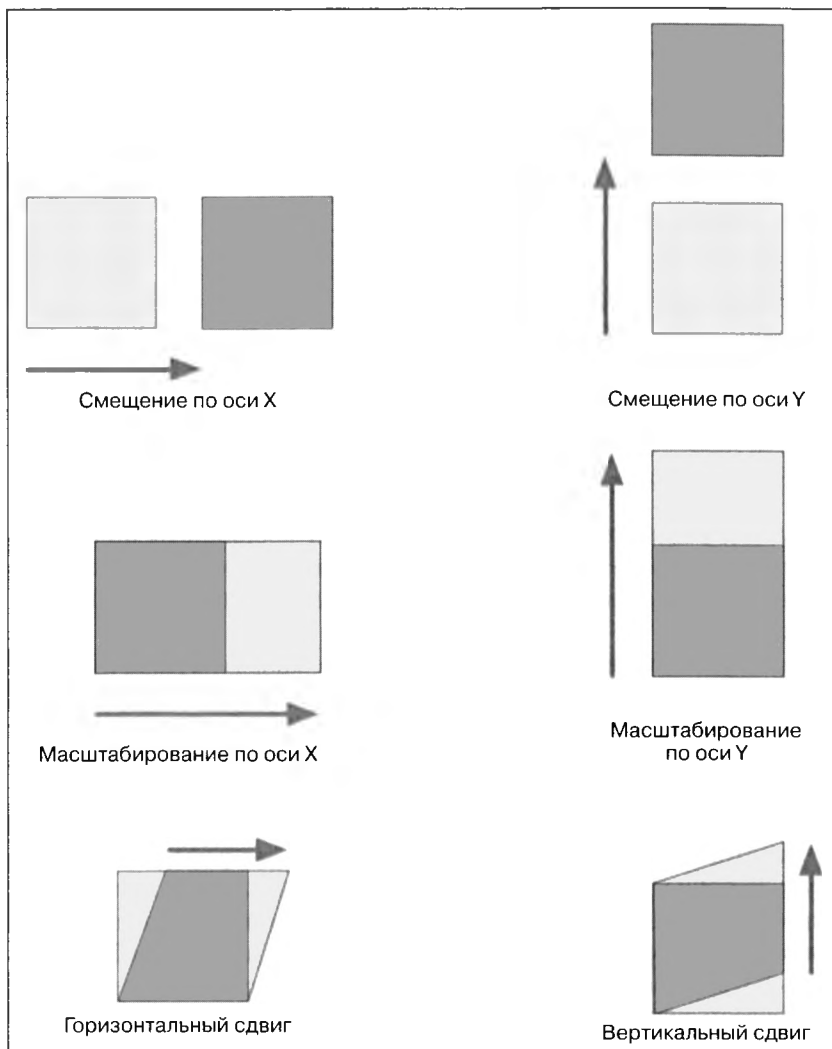 Смещение по оси X
Смещение по оси Y
Масштабирование по оси X
Масштабирование
по оси Y
Горизонтальный сдвиг
Вертикальный сдвиг